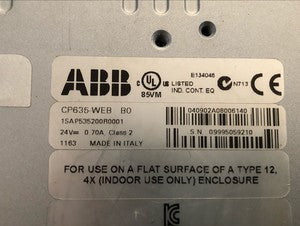 ABB
UL LISTED E134046
85VM IND. CONT. EQ
N713
CP635-WEB B0
1SAP535200R0001
24V⎓ 0.70A Class 2
1163 MADE IN ITALY
040902A08006140
S.N. 09995059210
FOR USE ON A FLAT SURFACE OF A TYPE 12,
4X (INDOOR USE ONLY) ENCLOSURE